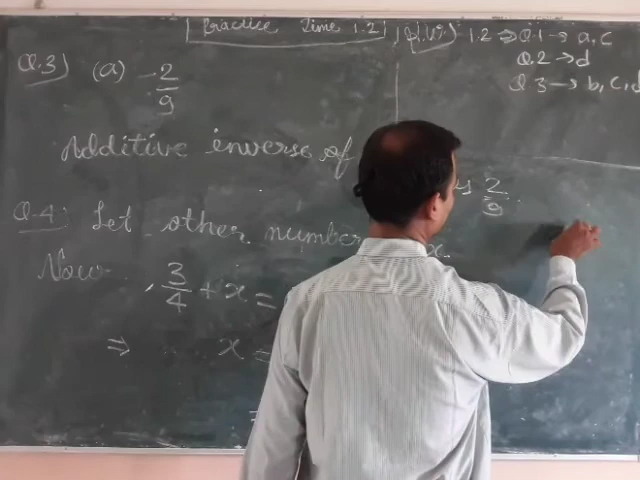 Practice Time 1.2
(H.W) 1.2 ⇒ Q.1 → a, c
Q.2 → d
Q.3 → b, c, d
Q.3) (a) -2/9
Additive inverse of is 2/9
Q.4: Let other number x.
Now 3/4 + x =
⇒ x =